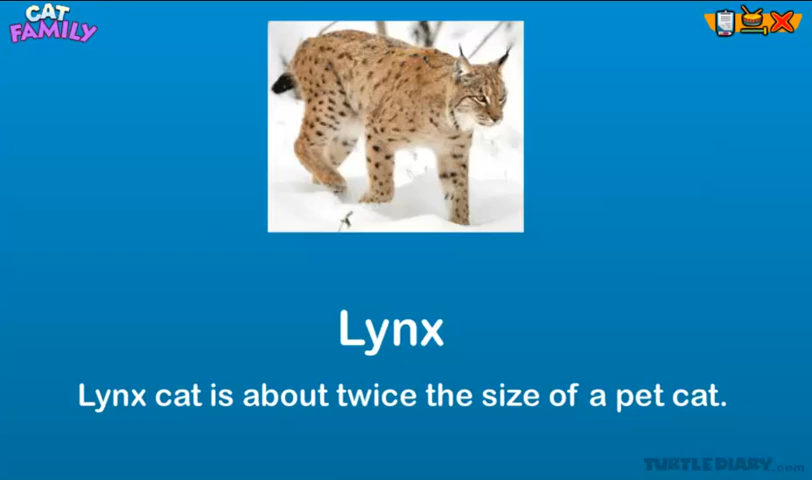 CAT
FAMILY
Lynx
Lynx cat is about twice the size of a pet cat.
TURTLE DIARY.com